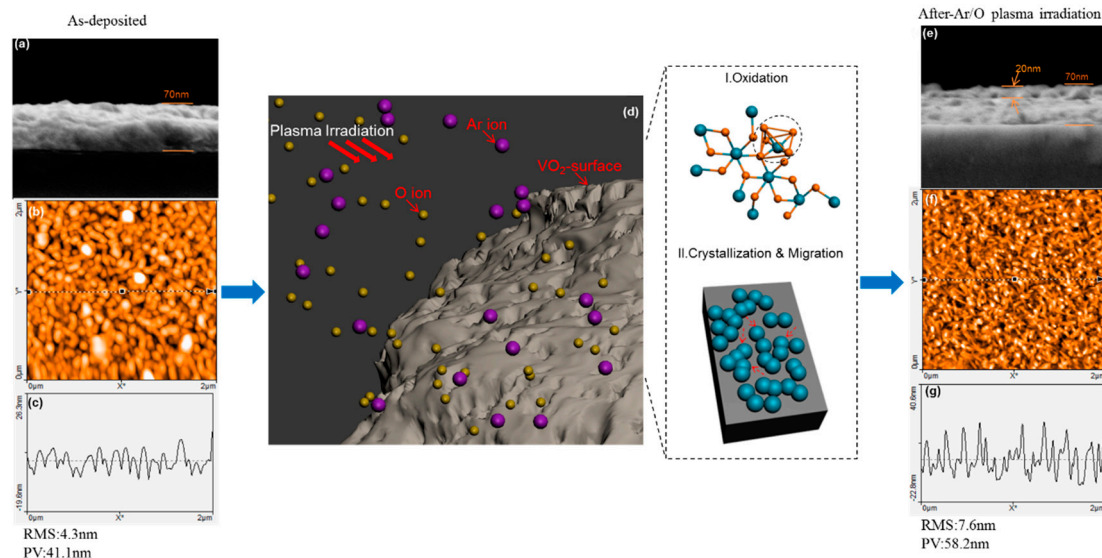 As-deposited
(a)
70nm
(b)
2µm
Y*
0µm
0µm
X*
2µm
(c)
26.3nm
-19.6nm
0µm
X*
2µm
RMS:4.3nm
PV:41.1nm
(d)
Plasma Irradiation
Ar ion
O ion
VO₂-surface
I.Oxidation
II.Crystallization & Migration
After-Ar/O plasma irradiation
(e)
20nm
70nm
(f)
2µm
Y*
0µm
0µm
X*
2µm
(g)
40.6nm
-22.8nm
0µm
X*
2µm
RMS:7.6nm
PV:58.2nm